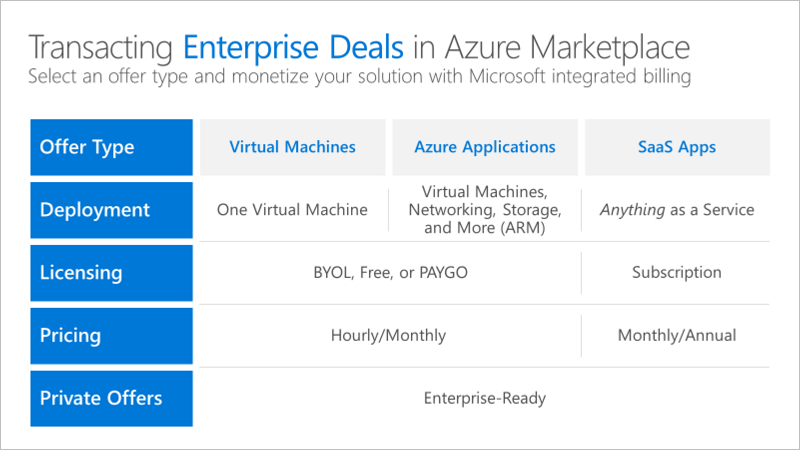 Transacting Enterprise Deals in Azure Marketplace
Select an offer type and monetize your solution with Microsoft integrated billing
Offer Type
Virtual Machines
Azure Applications
SaaS Apps
Deployment
One Virtual Machine
Virtual Machines,
Networking, Storage,
and More (ARM)
Anything as a Service
Licensing
BYOL, Free, or PAYGO
Subscription
Pricing
Hourly/Monthly
Monthly/Annual
Private Offers
Enterprise-Ready